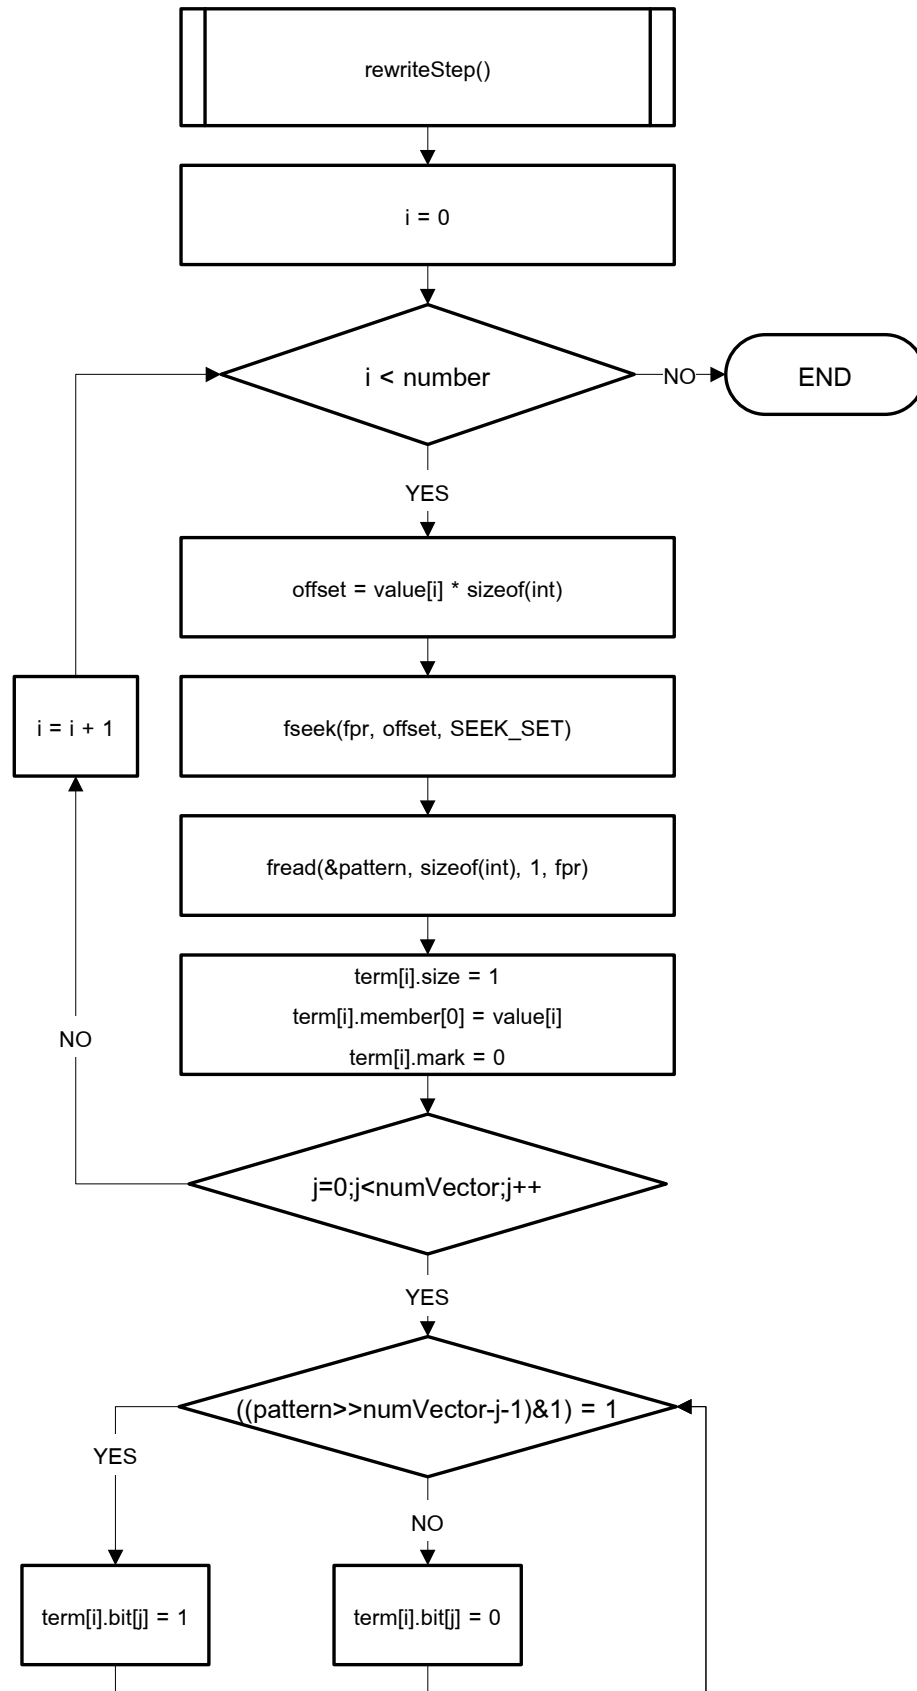 rewriteStep()
i = 0
i < number
NO
END
YES
offset = value[i] * sizeof(int)
i = i + 1
fseek(fpr, offset, SEEK_SET)
fread(&pattern, sizeof(int), 1, fpr)
term[i].size = 1
term[i].member[0] = value[i]
term[i].mark = 0
NO
j=0;j<numVector;j++
YES
((pattern>>numVector-j-1)&1) = 1
YES
NO
term[i].bit[j] = 1
term[i].bit[j] = 0